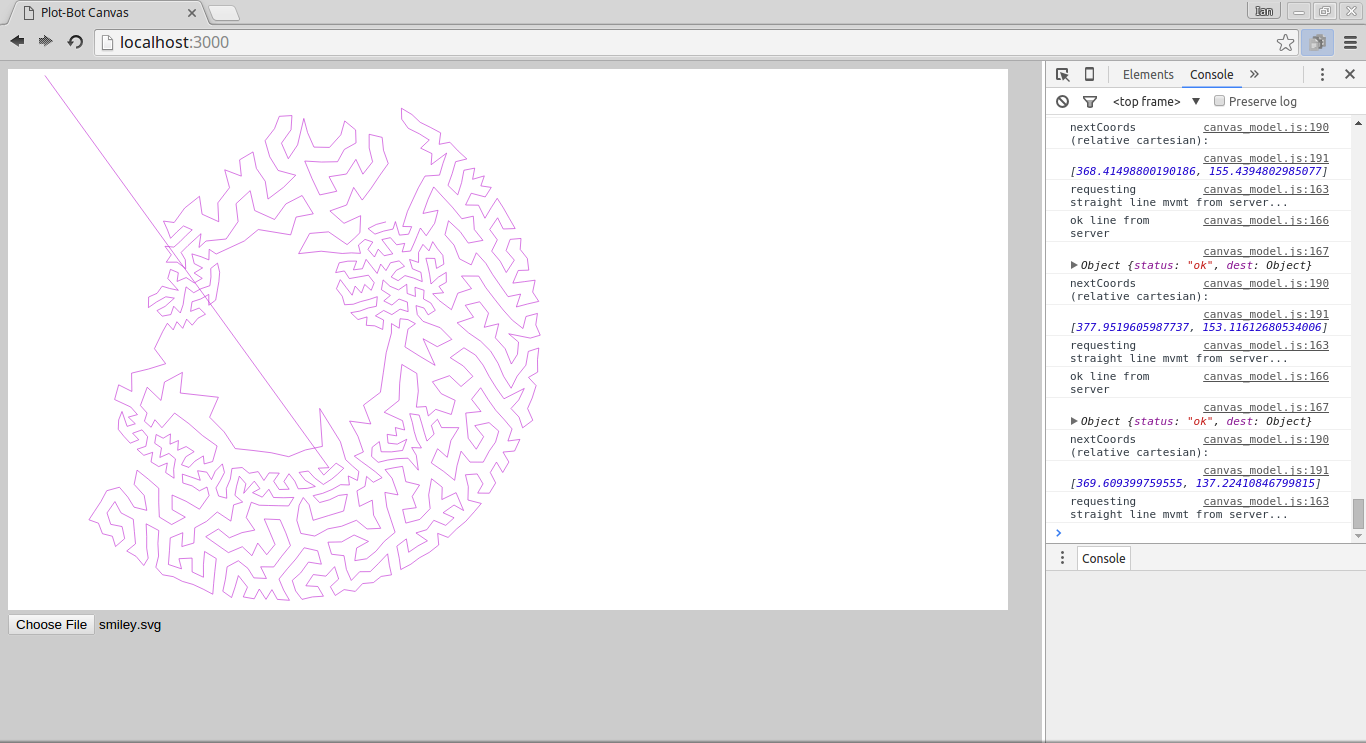 Plot-Bot Canvas
Ian
localhost:3000
Elements Console »
<top frame> ▼ Preserve log
nextCoords canvas_model.js:190
(relative cartesian):
canvas_model.js:191
[368.41498800190186, 155.4394802985077]
requesting canvas_model.js:163
straight line mvmt from server...
ok line from canvas_model.js:166
server
canvas_model.js:167
Object {status: "ok", dest: Object}
nextCoords canvas_model.js:190
(relative cartesian):
canvas_model.js:191
[377.9519605987737, 153.11612680534006]
requesting canvas_model.js:163
straight line mvmt from server...
ok line from canvas_model.js:166
server
canvas_model.js:167
Object {status: "ok", dest: Object}
nextCoords canvas_model.js:190
(relative cartesian):
canvas_model.js:191
[369.609399759555, 137.22410846799815]
requesting canvas_model.js:163
straight line mvmt from server...
Console
Choose File smiley.svg